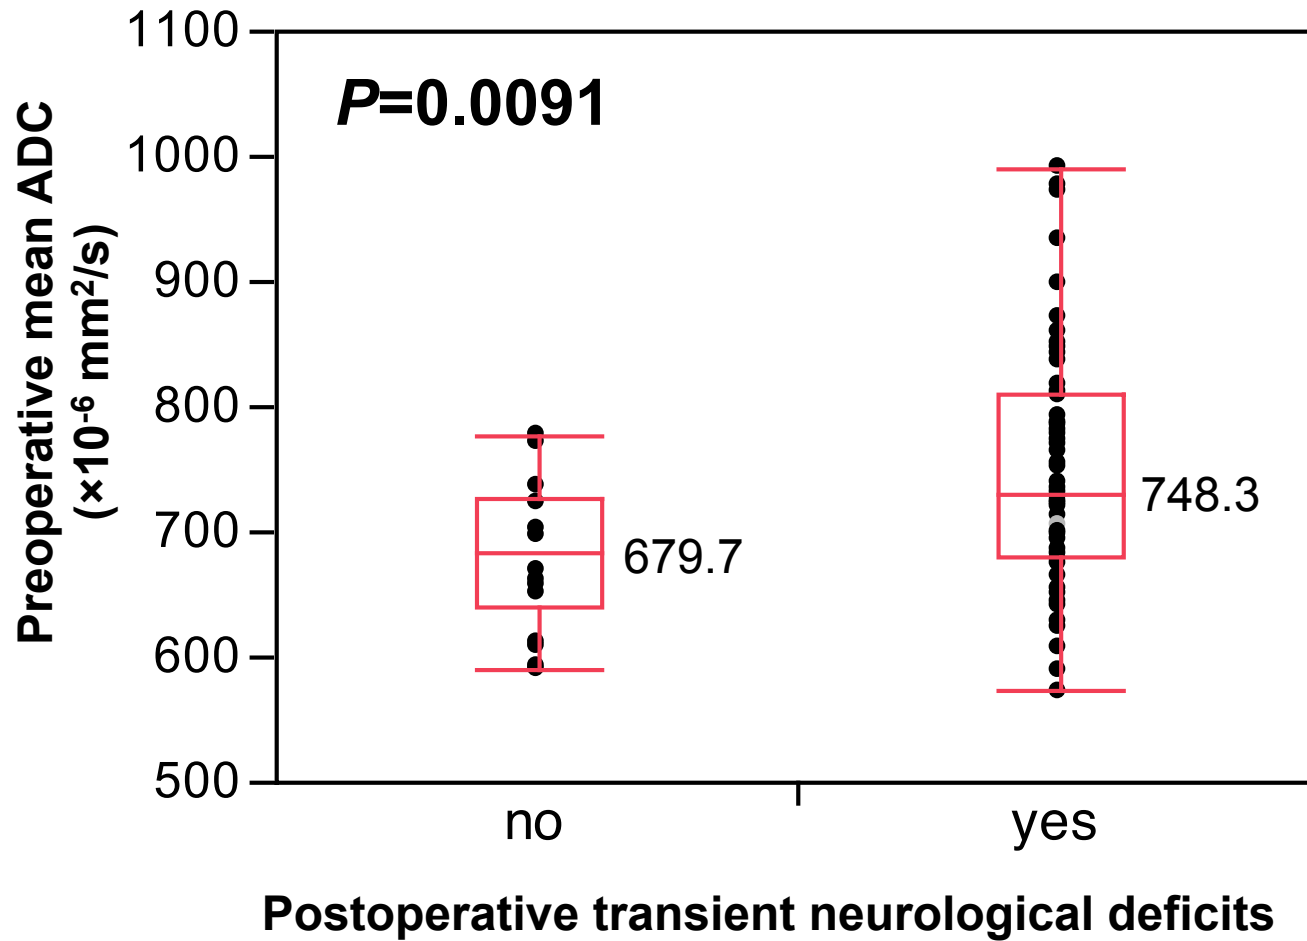 Preoperative mean ADC
(×10⁻⁶ mm²/s)
1100
1000
900
800
700
600
500
P=0.0091
679.7
748.3
no
yes
Postoperative transient neurological deficits